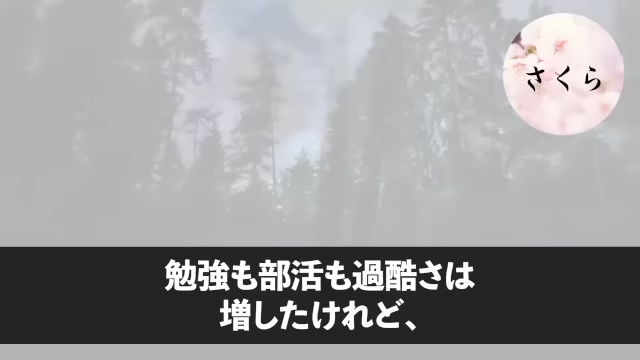 さくら
勉強も部活も過酷さは
増したけれど、